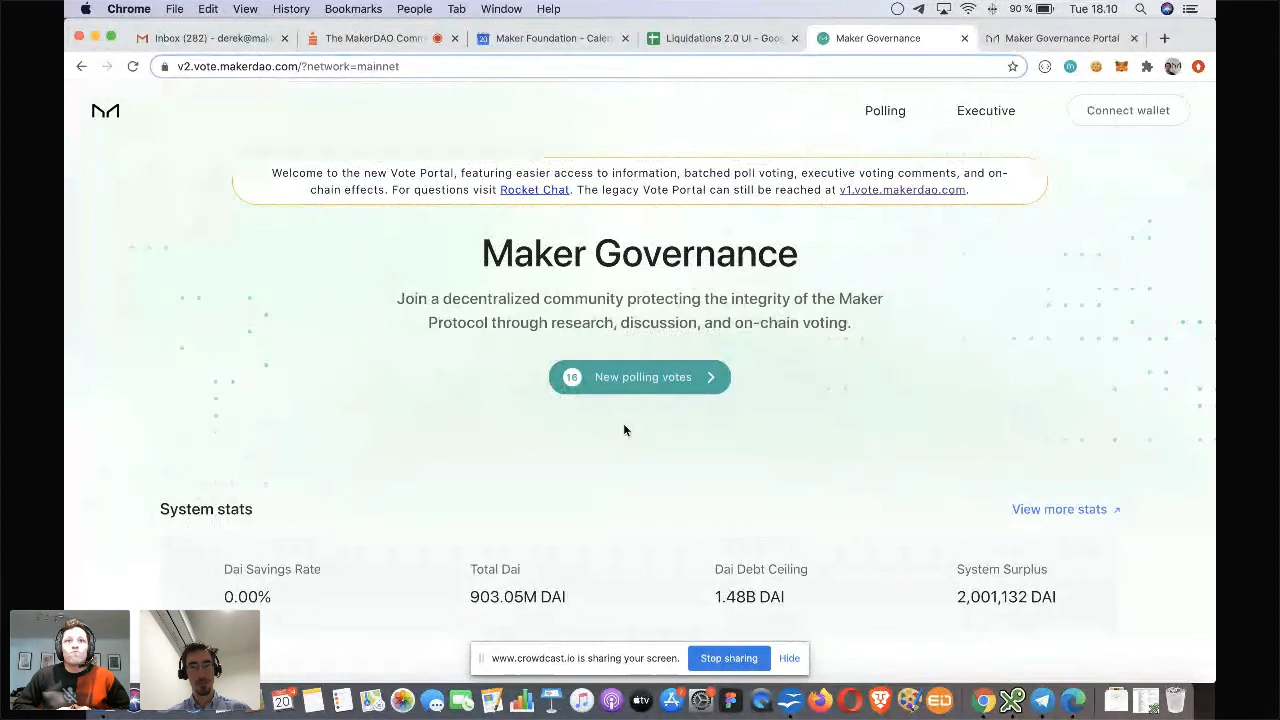 Chrome File Edit View History Bookmarks People Tab Window Help 90 % Tue 18.10
Inbox (282) - derek@mak
The MakerDAO Comm
Maker Foundation - Calen
Liquidations 2.0 UI - Goo
Maker Governance
Maker Governance Portal
v2.vote.makerdao.com/?network=mainnet
Polling Executive Connect wallet
Welcome to the new Vote Portal, featuring easier access to information, batched poll voting, executive voting comments, and on-
chain effects. For questions visit Rocket Chat. The legacy Vote Portal can still be reached at v1.vote.makerdao.com.
Maker Governance
Join a decentralized community protecting the integrity of the Maker
Protocol through research, discussion, and on-chain voting.
16 New polling votes
System stats View more stats
Dai Savings Rate Total Dai Dai Debt Ceiling System Surplus
0.00% 903.05M DAI 1.48B DAI 2,001,132 DAI
www.crowdcast.io is sharing your screen. Stop sharing Hide
20 tv